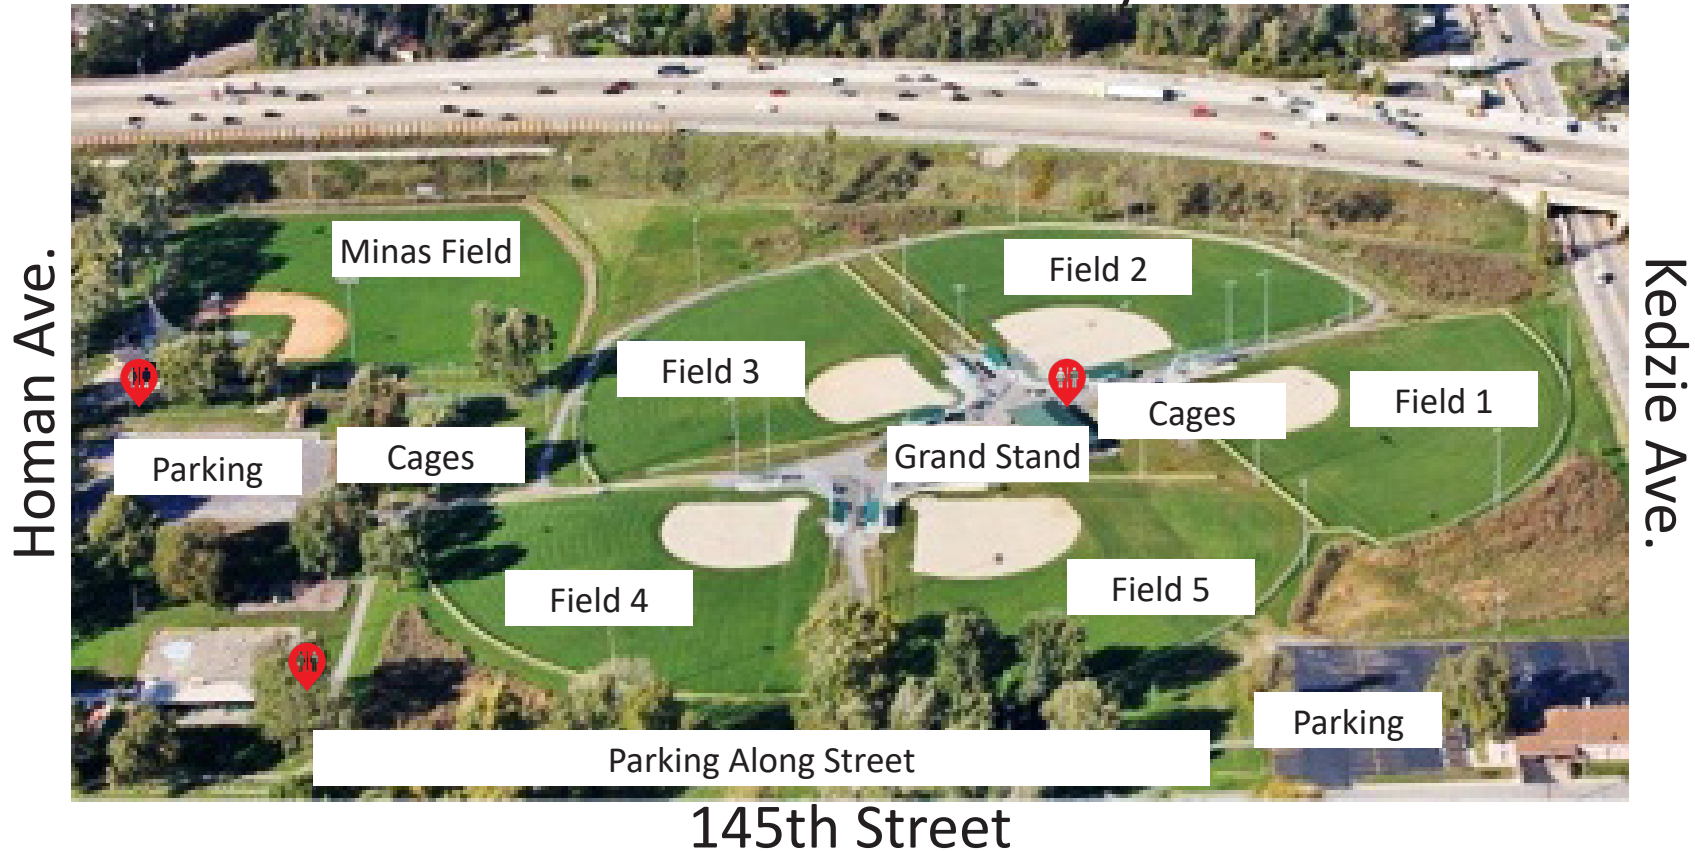 Minas Field
Field 2
Homan Ave.
Kedzie Ave.
Field 3
Field 1
Cages
Grand Stand
Cages
Parking
Field 4
Field 5
Parking
Parking Along Street
145th Street